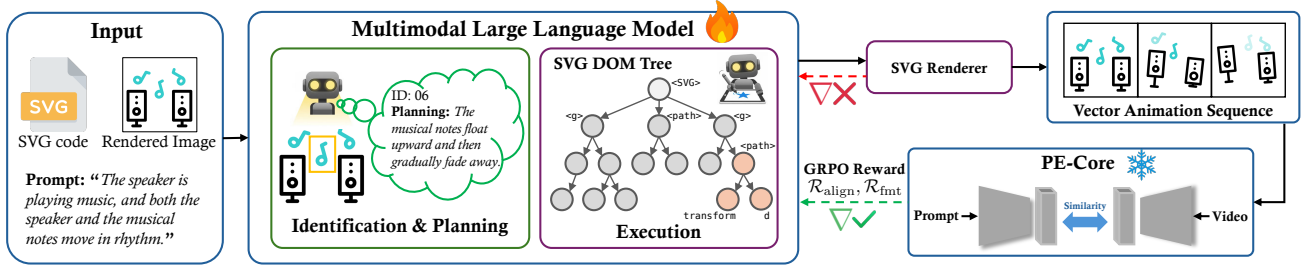 Input
SVG
SVG code
Rendered Image
Prompt: “The speaker is
playing music, and both the
speaker and the musical
notes move in rhythm.”
Multimodal Large Language Model
ID: 06
Planning: The
musical notes float
upward and then
gradually fade away.
Identification & Planning
SVG DOM Tree
<SVG>
<g>
<path>
<g>
<path>
transform
d
Execution
SVG Renderer
Vector Animation Sequence
∇
GRPO Reward
R_align, R_fmt
∇
PE-Core
Prompt
Similarity
Video